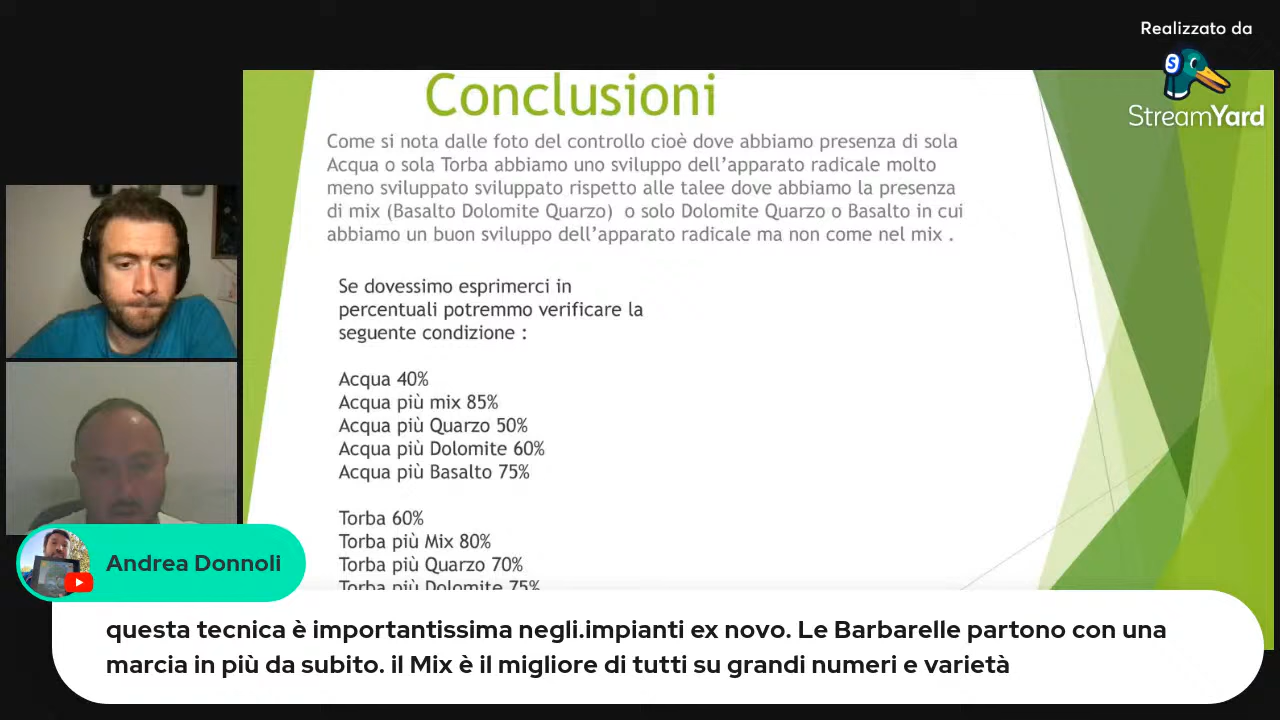 Realizzato da
StreamYard
Conclusioni
Come si nota dalle foto del controllo cioè dove abbiamo presenza di sola
Acqua o sola Torba abbiamo uno sviluppo dell’apparato radicale molto
meno sviluppato sviluppato rispetto alle talee dove abbiamo la presenza
di mix (Basalto Dolomite Quarzo) o solo Dolomite Quarzo o Basalto in cui
abbiamo un buon sviluppo dell’apparato radicale ma non come nel mix .
Se dovessimo esprimerci in
percentuali potremmo verificare la
seguente condizione :
Acqua 40%
Acqua più mix 85%
Acqua più Quarzo 50%
Acqua più Dolomite 60%
Acqua più Basalto 75%
Torba 60%
Torba più Mix 80%
Torba più Quarzo 70%
Torba più Dolomite 75%
Andrea Donnoli
questa tecnica è importantissima negli.impianti ex novo. Le Barbarelle partono con una
marcia in più da subito. il Mix è il migliore di tutti su grandi numeri e varietà